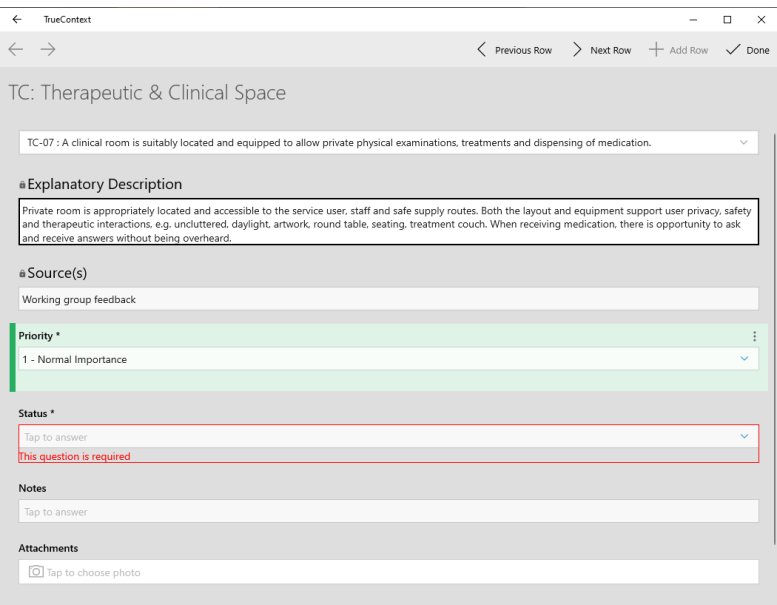 TrueContext
Previous Row
Next Row
Add Row
Done
TC: Therapeutic & Clinical Space
TC-07 : A clinical room is suitably located and equipped to allow private physical examinations, treatments and dispensing of medication.
Explanatory Description
Private room is appropriately located and accessible to the service user, staff and safe supply routes. Both the layout and equipment support user privacy, safety
and therapeutic interactions, e.g. uncluttered, daylight, artwork, round table, seating, treatment couch. When receiving medication, there is opportunity to ask
and receive answers without being overheard.
Source(s)
Working group feedback
Priority *
1 - Normal Importance
Status *
Tap to answer
This question is required
Notes
Tap to answer
Attachments
Tap to choose photo